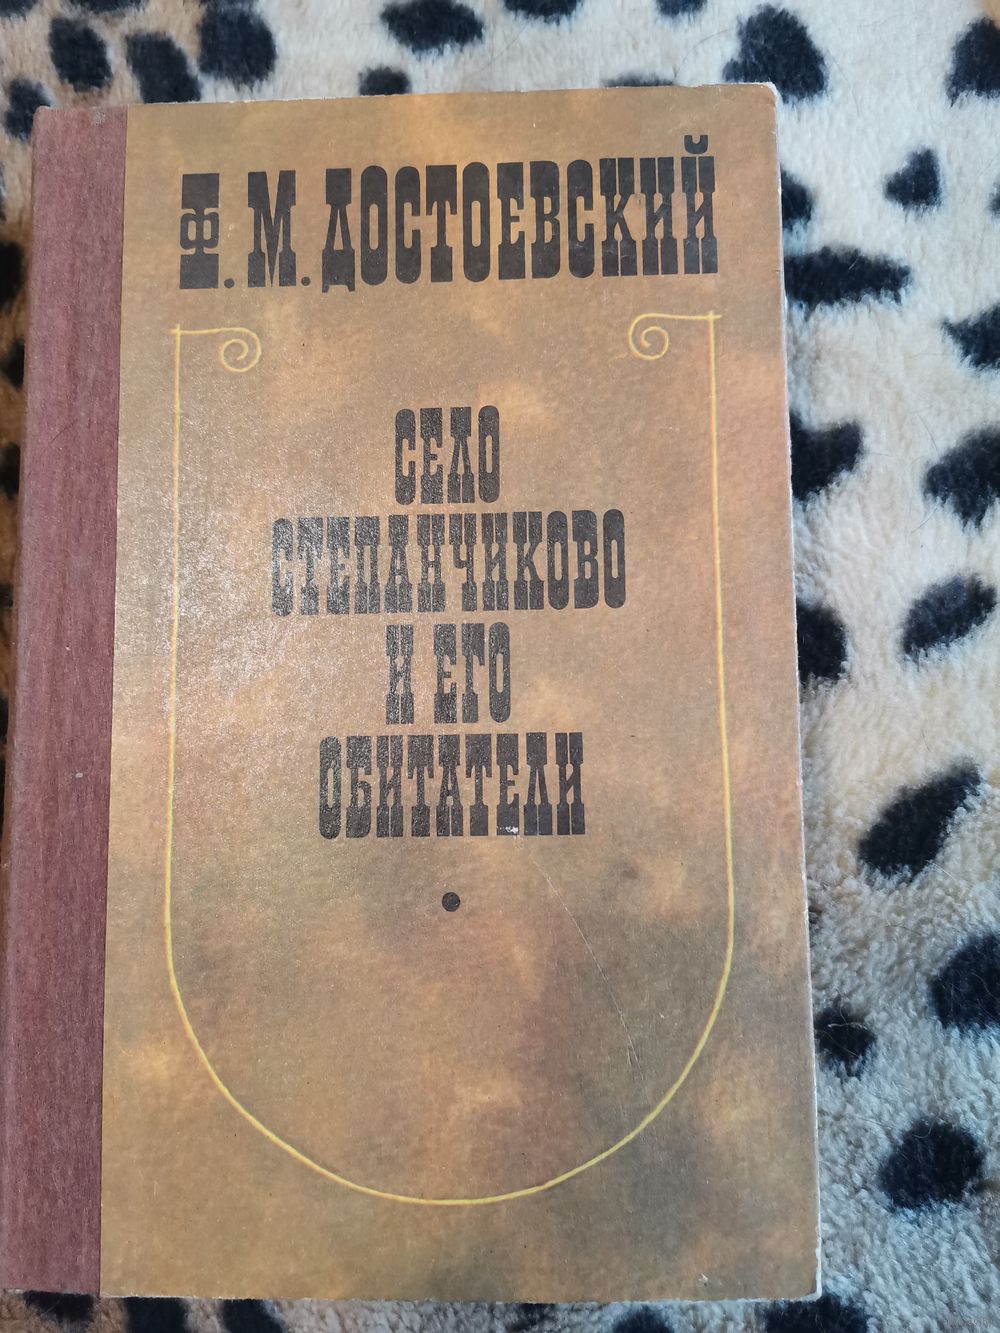 Ф. М. ДОСТОЕВСКИЙ
СЕЛО
СТЕПАНЧИКОВО
И ЕГО
ОБИТАТЕЛИ